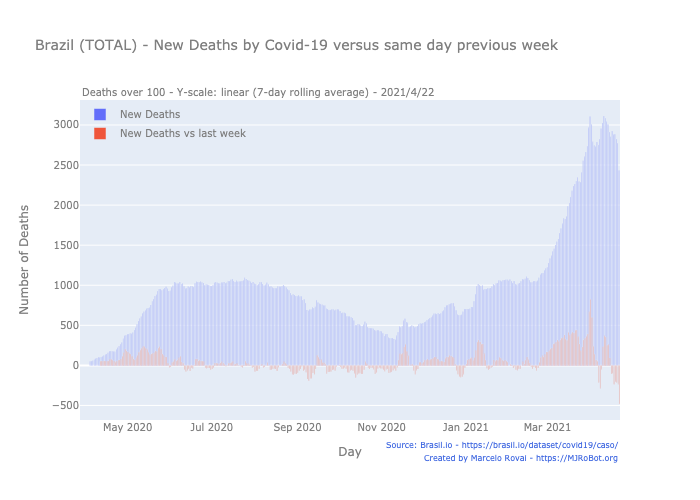 Brazil (TOTAL) - New Deaths by Covid-19 versus same day previous week
Deaths over 100 - Y-scale: linear (7-day rolling average) - 2021/4/22
New Deaths
New Deaths vs last week
3000
2500
2000
1500
1000
500
0
−500
Number of Deaths
May 2020
Jul 2020
Sep 2020
Nov 2020
Jan 2021
Mar 2021
Day
Source: Brasil.io - https://brasil.io/dataset/covid19/caso/
Created by Marcelo Rovai - https://MJRoBot.org